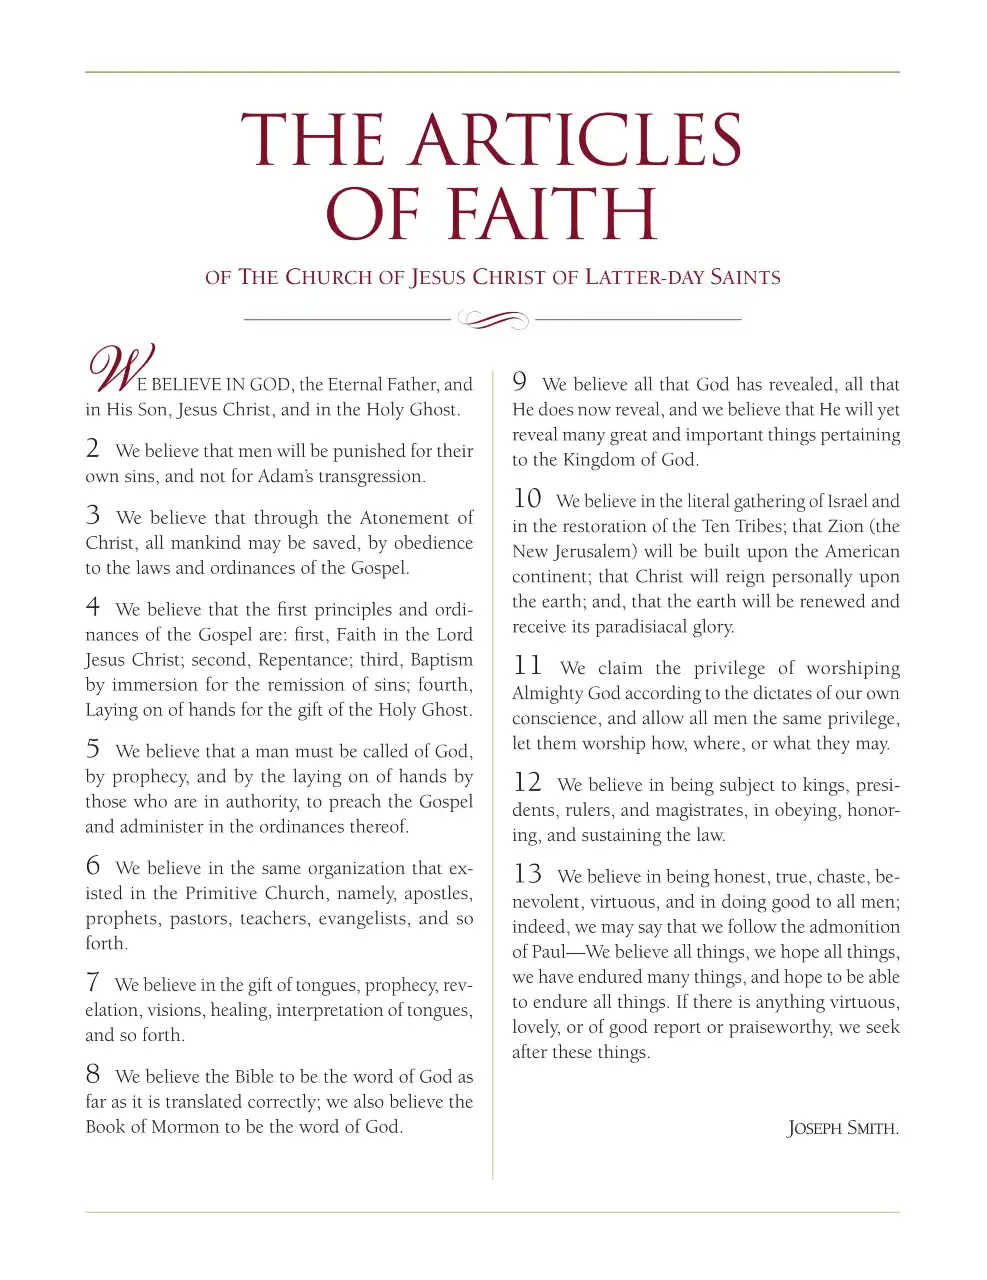 THE ARTICLES
OF FAITH
OF THE CHURCH OF JESUS CHRIST OF LATTER-DAY SAINTS
WE BELIEVE IN GOD, the Eternal Father, and
in His Son, Jesus Christ, and in the Holy Ghost.
2 We believe that men will be punished for their
own sins, and not for Adam’s transgression.
3 We believe that through the Atonement of
Christ, all mankind may be saved, by obedience
to the laws and ordinances of the Gospel.
4 We believe that the first principles and ordi-
nances of the Gospel are: first, Faith in the Lord
Jesus Christ; second, Repentance; third, Baptism
by immersion for the remission of sins; fourth,
Laying on of hands for the gift of the Holy Ghost.
5 We believe that a man must be called of God,
by prophecy, and by the laying on of hands by
those who are in authority, to preach the Gospel
and administer in the ordinances thereof.
6 We believe in the same organization that ex-
isted in the Primitive Church, namely, apostles,
prophets, pastors, teachers, evangelists, and so
forth.
7 We believe in the gift of tongues, prophecy, rev-
elation, visions, healing, interpretation of tongues,
and so forth.
8 We believe the Bible to be the word of God as
far as it is translated correctly; we also believe the
Book of Mormon to be the word of God.
9 We believe all that God has revealed, all that
He does now reveal, and we believe that He will yet
reveal many great and important things pertaining
to the Kingdom of God.
10 We believe in the literal gathering of Israel and
in the restoration of the Ten Tribes; that Zion (the
New Jerusalem) will be built upon the American
continent; that Christ will reign personally upon
the earth; and, that the earth will be renewed and
receive its paradisiacal glory.
11 We claim the privilege of worshiping
Almighty God according to the dictates of our own
conscience, and allow all men the same privilege,
let them worship how, where, or what they may.
12 We believe in being subject to kings, presi-
dents, rulers, and magistrates, in obeying, honor-
ing, and sustaining the law.
13 We believe in being honest, true, chaste, be-
nevolent, virtuous, and in doing good to all men;
indeed, we may say that we follow the admonition
of Paul—We believe all things, we hope all things,
we have endured many things, and hope to be able
to endure all things. If there is anything virtuous,
lovely, or of good report or praiseworthy, we seek
after these things.
JOSEPH SMITH.